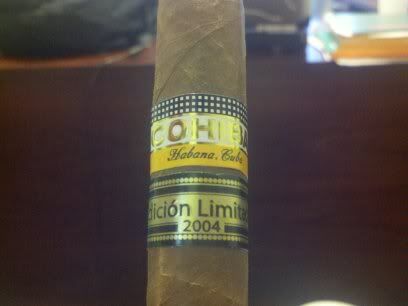 COHIBA
Habana, Cuba
Edición Limitada
2004